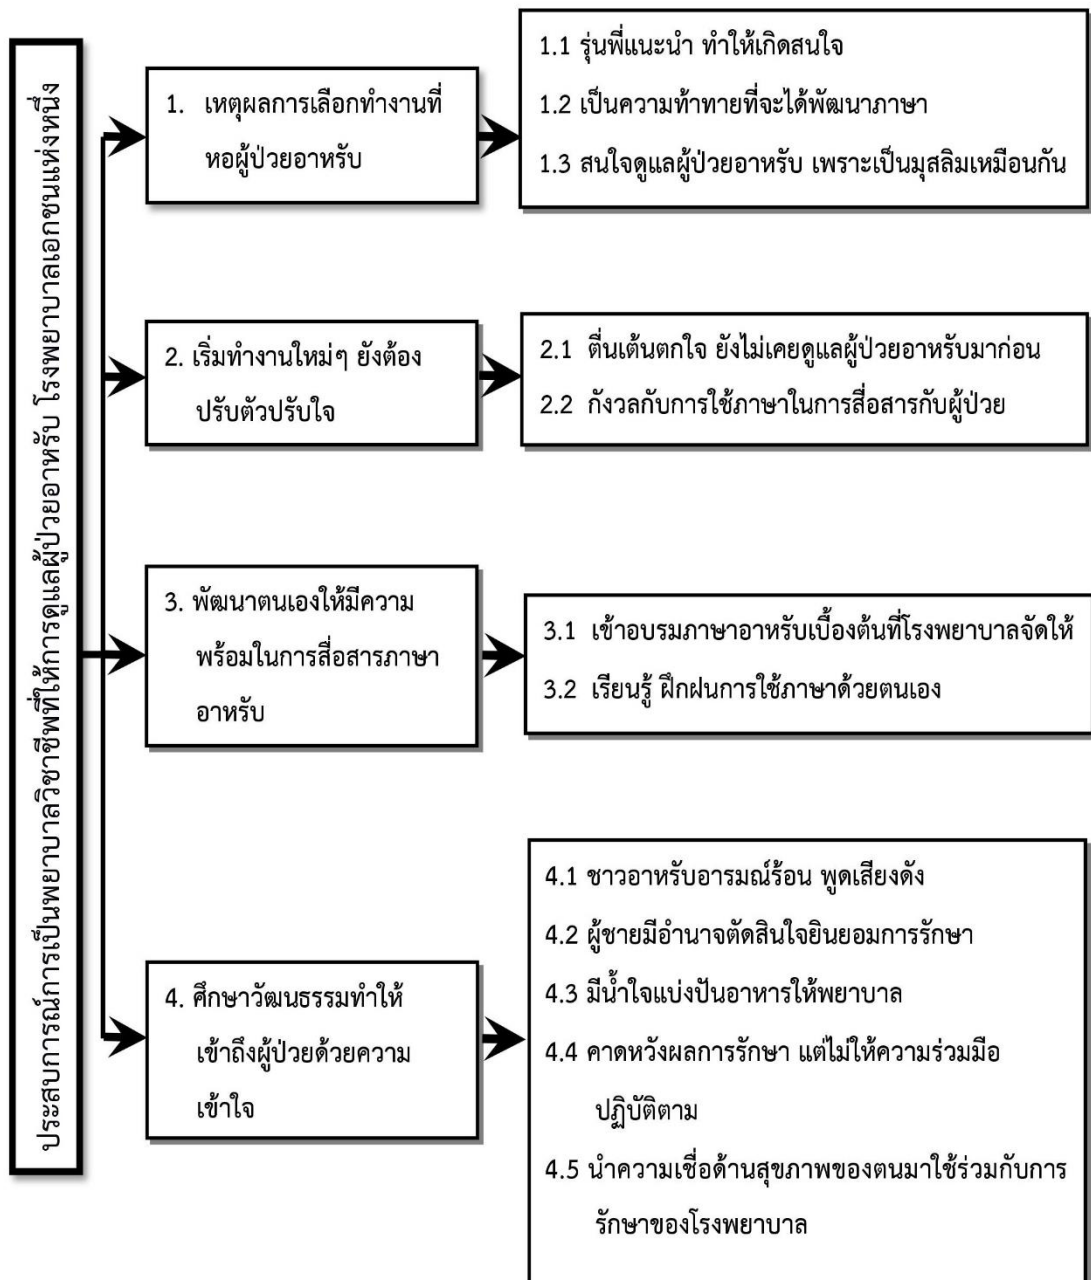 ประสบการณ์การเป็นพยาบาลวิชาชีพที่ให้การดูแลผู้ป่วยอาหรับ โรงพยาบาลเอกชนแห่งหนึ่ง
1. เหตุผลการเลือกทำงานที่
หอผู้ป่วยอาหรับ
1.1 รุ่นพี่แนะนำ ทำให้เกิดสนใจ
1.2 เป็นความท้าทายที่จะได้พัฒนาภาษา
1.3 สนใจดูแลผู้ป่วยอาหรับ เพราะเป็นมุสลิมเหมือนกัน
2. เริ่มทำงานใหม่ๆ ยังต้อง
ปรับตัวปรับใจ
2.1 ตื่นเต้นตกใจ ยังไม่เคยดูแลผู้ป่วยอาหรับมาก่อน
2.2 กังวลกับการใช้ภาษาในการสื่อสารกับผู้ป่วย
3. พัฒนาตนเองให้มีความ
พร้อมในการสื่อสารภาษา
อาหรับ
3.1 เข้าอบรมภาษาอาหรับเบื้องต้นที่โรงพยาบาลจัดให้
3.2 เรียนรู้ ฝึกฝนการใช้ภาษาด้วยตนเอง
4. ศึกษาวัฒนธรรมทำให้
เข้าถึงผู้ป่วยด้วยความ
เข้าใจ
4.1 ชาวอาหรับอารมณ์ร้อน พูดเสียงดัง
4.2 ผู้ชายมีอำนาจตัดสินใจยินยอมการรักษา
4.3 มีน้ำใจแบ่งปันอาหารให้พยาบาล
4.4 คาดหวังผลการรักษา แต่ไม่ให้ความร่วมมือ
ปฏิบัติตาม
4.5 นำความเชื่อด้านสุขภาพของตนมาใช้ร่วมกับการ
รักษาของโรงพยาบาล